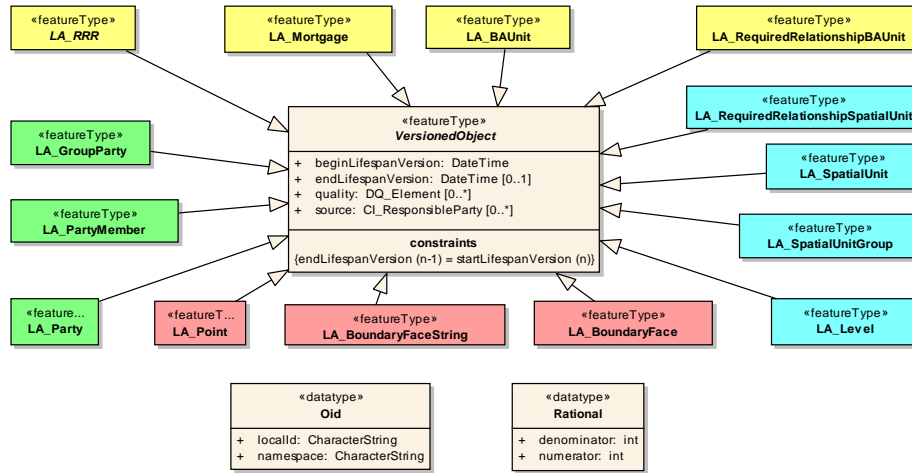 «featureType»
LA_RRR
«featureType»
LA_Mortgage
«featureType»
LA_BAUnit
«featureType»
LA_RequiredRelationshipBAUnit
«featureType»
VersionedObject
+ beginLifespanVersion: DateTime
+ endLifespanVersion: DateTime [0..1]
+ quality: DQ_Element [0..*]
+ source: CI_ResponsibleParty [0..*]
constraints
{endLifespanVersion (n-1) = startLifespanVersion (n)}
«featureType»
LA_GroupParty
«featureType»
LA_PartyMember
«featureType»
LA_RequiredRelationshipSpatialUnit
«featureType»
LA_SpatialUnit
«featureType»
LA_SpatialUnitGroup
«feature...
LA_Party
«featureT...
LA_Point
«featureType»
LA_BoundaryFaceString
«featureType»
LA_BoundaryFace
«featureType»
LA_Level
«datatype»
Oid
+ localId: CharacterString
+ namespace: CharacterString
«datatype»
Rational
+ denominator: int
+ numerator: int